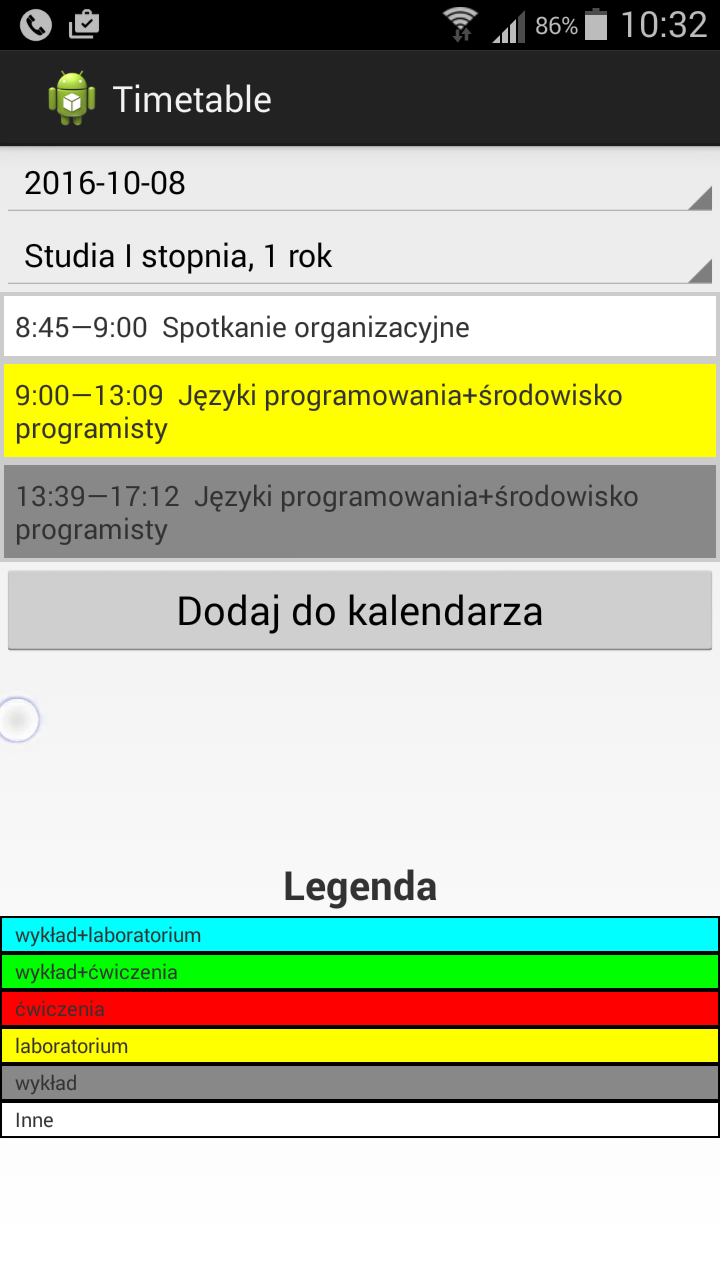 86% 10:32
Timetable
2016-10-08
Studia I stopnia, 1 rok
8:45—9:00 Spotkanie organizacyjne
9:00—13:09 Języki programowania+środowisko
programisty
13:39—17:12 Języki programowania+środowisko
programisty
Dodaj do kalendarza
Legenda
wykład+laboratorium
wykład+ćwiczenia
ćwiczenia
laboratorium
wykład
Inne